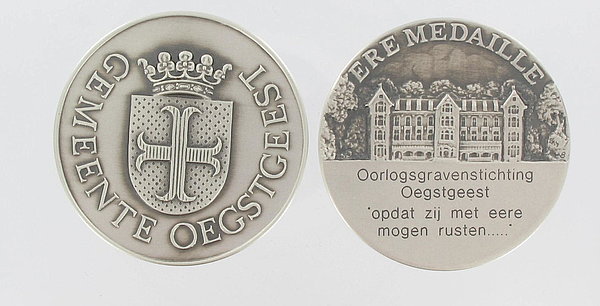 GEMEENTE OEGSTGEEST
ERE MEDAILLE
Oorlogsgravenstichting
Oegstgeest
"opdat zij met eere
mogen rusten....."